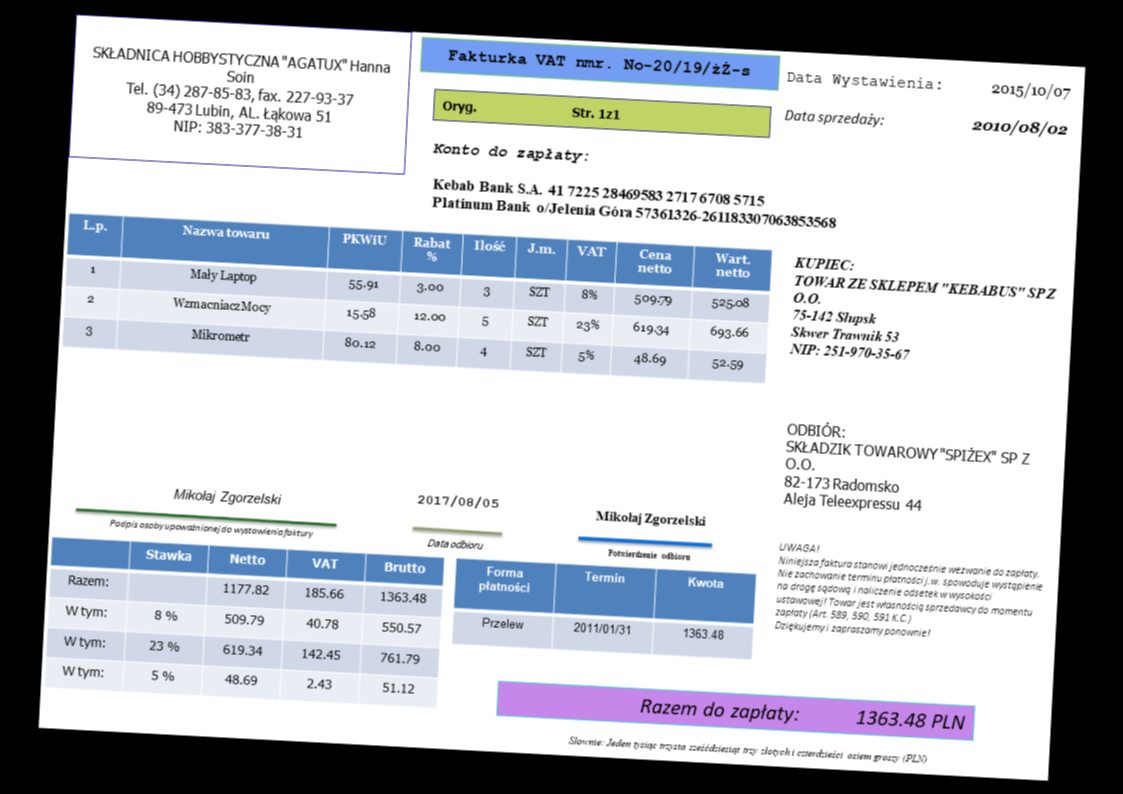 SKŁADNICA HOBBYSTYCZNA "AGATUX" Hanna
Soin
Tel. (34) 287-85-83, fax. 227-93-37
89-473 Lubin, AL. Łąkowa 51
NIP: 383-377-38-31
Fakturka VAT nmr. No-20/19/żŻ-s
Oryg. Str. 1z1
Data Wystawienia: 2015/10/07
Data sprzedaży: 2010/08/02
Konto do zapłaty:
Kebab Bank S.A. 41 7225 28469583 2717 6708 5715
Platinum Bank o/Jelenia Góra 57361326-261183307063853568
L.p. Nazwa towaru PKWiU Rabat % Ilość J.m. VAT Cena netto Wart. netto
1 Mały Laptop 55.91 3.00 3 SZT 8% 509.79 525.08
2 WzmacniaczMocy 15.58 12.00 5 SZT 23% 619.34 693.66
3 Mikrometr 80.12 8.00 4 SZT 5% 48.69 52.59
KUPIEC:
TOWAR ZE SKLEPEM "KEBABUS" SP Z
O.O.
75-142 Słupsk
Skwer Trawnik 53
NIP: 251-970-35-67
ODBIÓR:
SKŁADZIK TOWAROWY "SPIŻEX" SP Z
O.O.
82-173 Radomsko
Aleja Teleexpressu 44
Mikołaj Zgorzelski
Podpis osoby upoważnionej do wystawienia faktury
2017/08/05
Data odbioru
Mikołaj Zgorzelski
Potwierdzenie odbioru
UWAGA!
Niniejsza faktura stanowi jednocześnie wezwanie do zapłaty.
Nie zachowanie terminu płatności j.w. spowoduje wystąpienie
na drogę sądową i naliczenie odsetek w wysokości
ustawowej! Towar jest własnością sprzedawcy do momentu
zapłaty (Art. 589, 590, 591 K.C.)
Dziękujemy i zapraszamy ponownie!
Stawka Netto VAT Brutto
Razem: 1177.82 185.66 1363.48
W tym: 8 % 509.79 40.78 550.57
W tym: 23 % 619.34 142.45 761.79
W tym: 5 % 48.69 2.43 51.12
Forma płatności Termin Kwota
Przelew 2011/01/31 1363.48
Razem do zapłaty: 1363.48 PLN
Słownie: Jeden tysiąc trzysta sześćdziesiąt trzy złotych i czterdzieści osiem groszy (PLN)